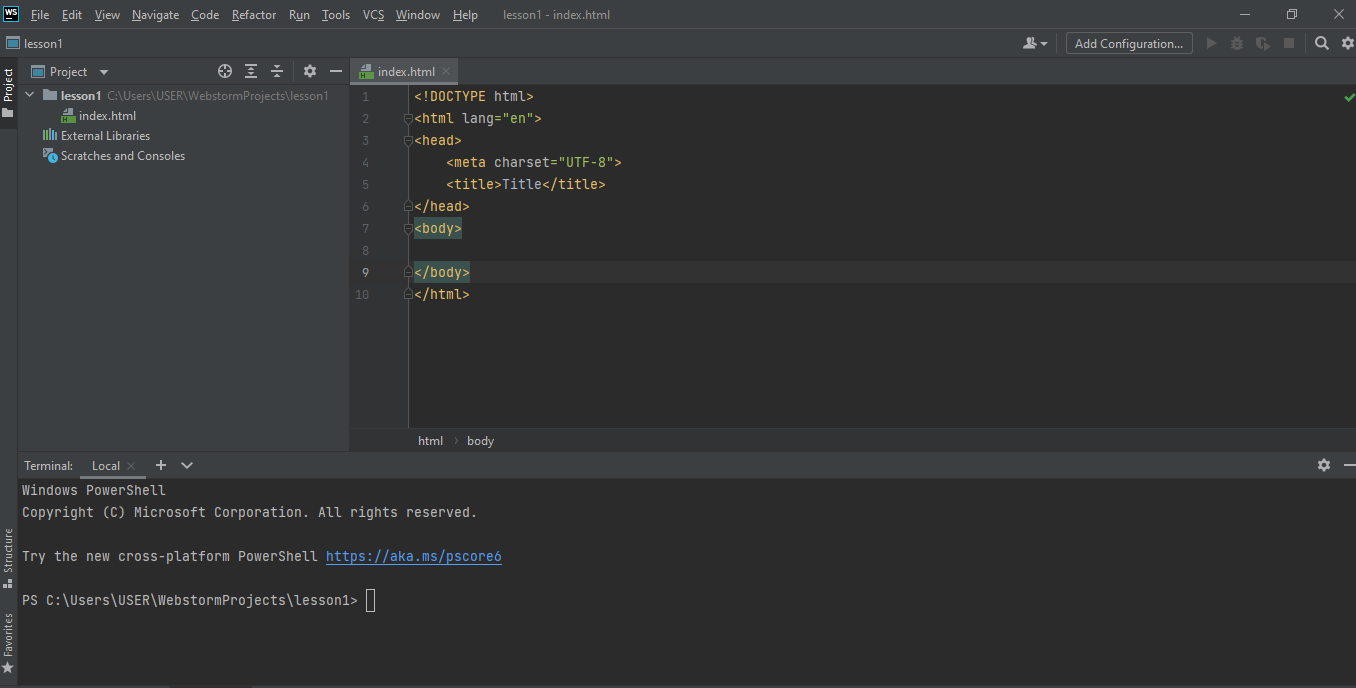 WS File Edit View Navigate Code Refactor Run Tools VCS Window Help lesson1 - index.html
lesson1 Add Configuration...
Project
Project
index.html
lesson1 C:\Users\USER\WebstormProjects\lesson1
index.html
External Libraries
Scratches and Consoles
1 <!DOCTYPE html>
2 <html lang="en">
3 <head>
4 <meta charset="UTF-8">
5 <title>Title</title>
6 </head>
7 <body>
8
9 </body>
10 </html>
html › body
Terminal: Local
Windows PowerShell
Copyright (C) Microsoft Corporation. All rights reserved.
Try the new cross-platform PowerShell https://aka.ms/pscore6
PS C:\Users\USER\WebstormProjects\lesson1>
Structure
Favorites